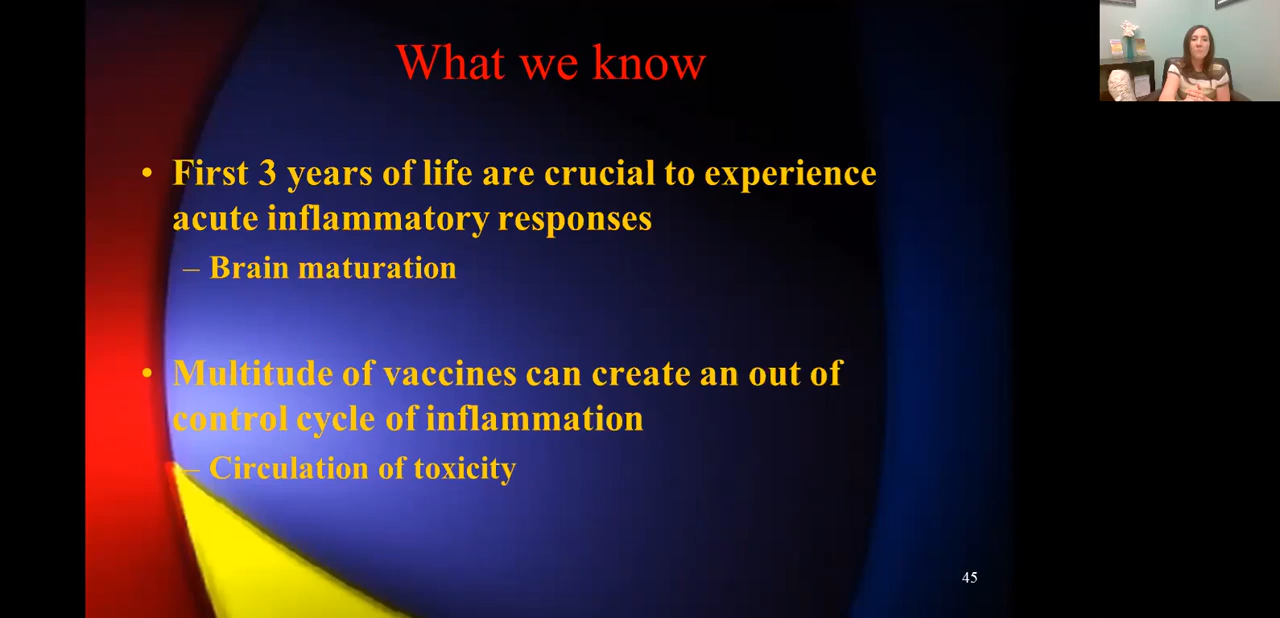 What we know
• First 3 years of life are crucial to experience
acute inflammatory responses
– Brain maturation
• Multitude of vaccines can create an out of
control cycle of inflammation
– Circulation of toxicity
45